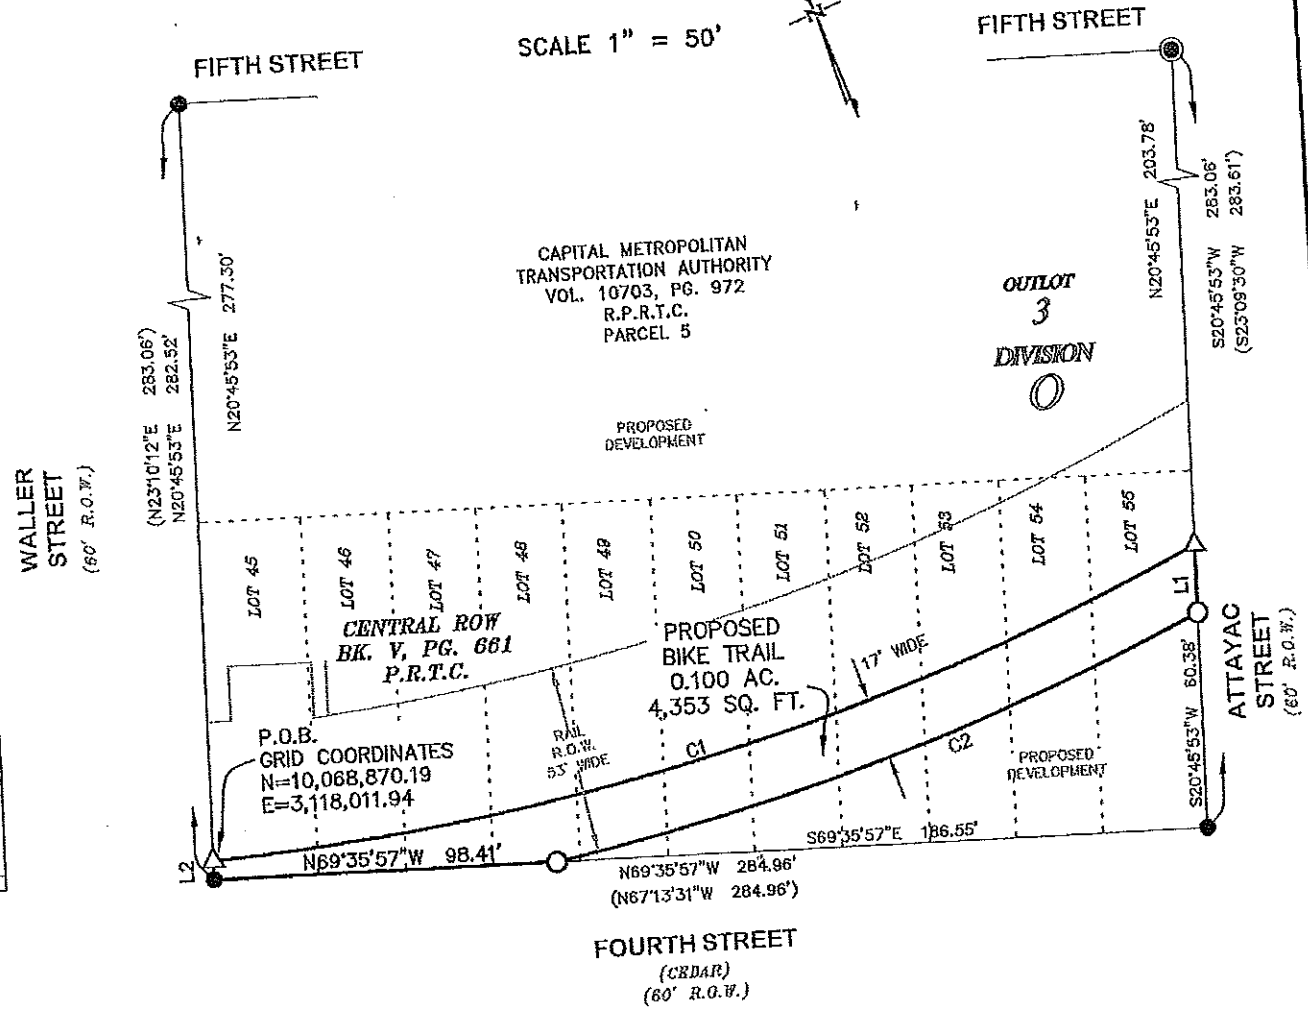 SCALE 1" = 50'
FIFTH STREET
FIFTH STREET
N20°45'53"E 203.78'
S20°45'53"W 283.06'
(S23°09'30"W 283.61')
CAPITAL METROPOLITAN
TRANSPORTATION AUTHORITY
VOL. 10703, PG. 972
R.P.R.T.C.
PARCEL 5
OUTLOT
3
DIVISION
O
N20°45'53"E 277.30'
(N23°10'12"E 283.06')
N20°45'53"E 282.52'
PROPOSED
DEVELOPMENT
WALLER
STREET
(60' R.O.W.)
LOT 45
LOT 46
LOT 47
LOT 48
LOT 49
LOT 50
LOT 51
LOT 52
LOT 53
LOT 54
LOT 55
CENTRAL ROW
BK. V, PG. 661
P.R.T.C.
PROPOSED
BIKE TRAIL
0.100 AC.
4,353 SQ. FT.
17' WIDE
L1
ATTAYAC
STREET
(60' R.O.W.)
S20°45'53"W 60.38'
P.O.B.
GRID COORDINATES
N=10,068,870.19
E=3,118,011.94
RAIL
R.O.W.
53' WIDE
C1
C2
PROPOSED
DEVELOPMENT
L2
N69°35'57"W 98.41'
S69°35'57"E 186.55'
N69°35'57"W 284.96'
(N67°13'31"W 284.96')
FOURTH STREET
(CEDAR)
(60' R.O.W.)